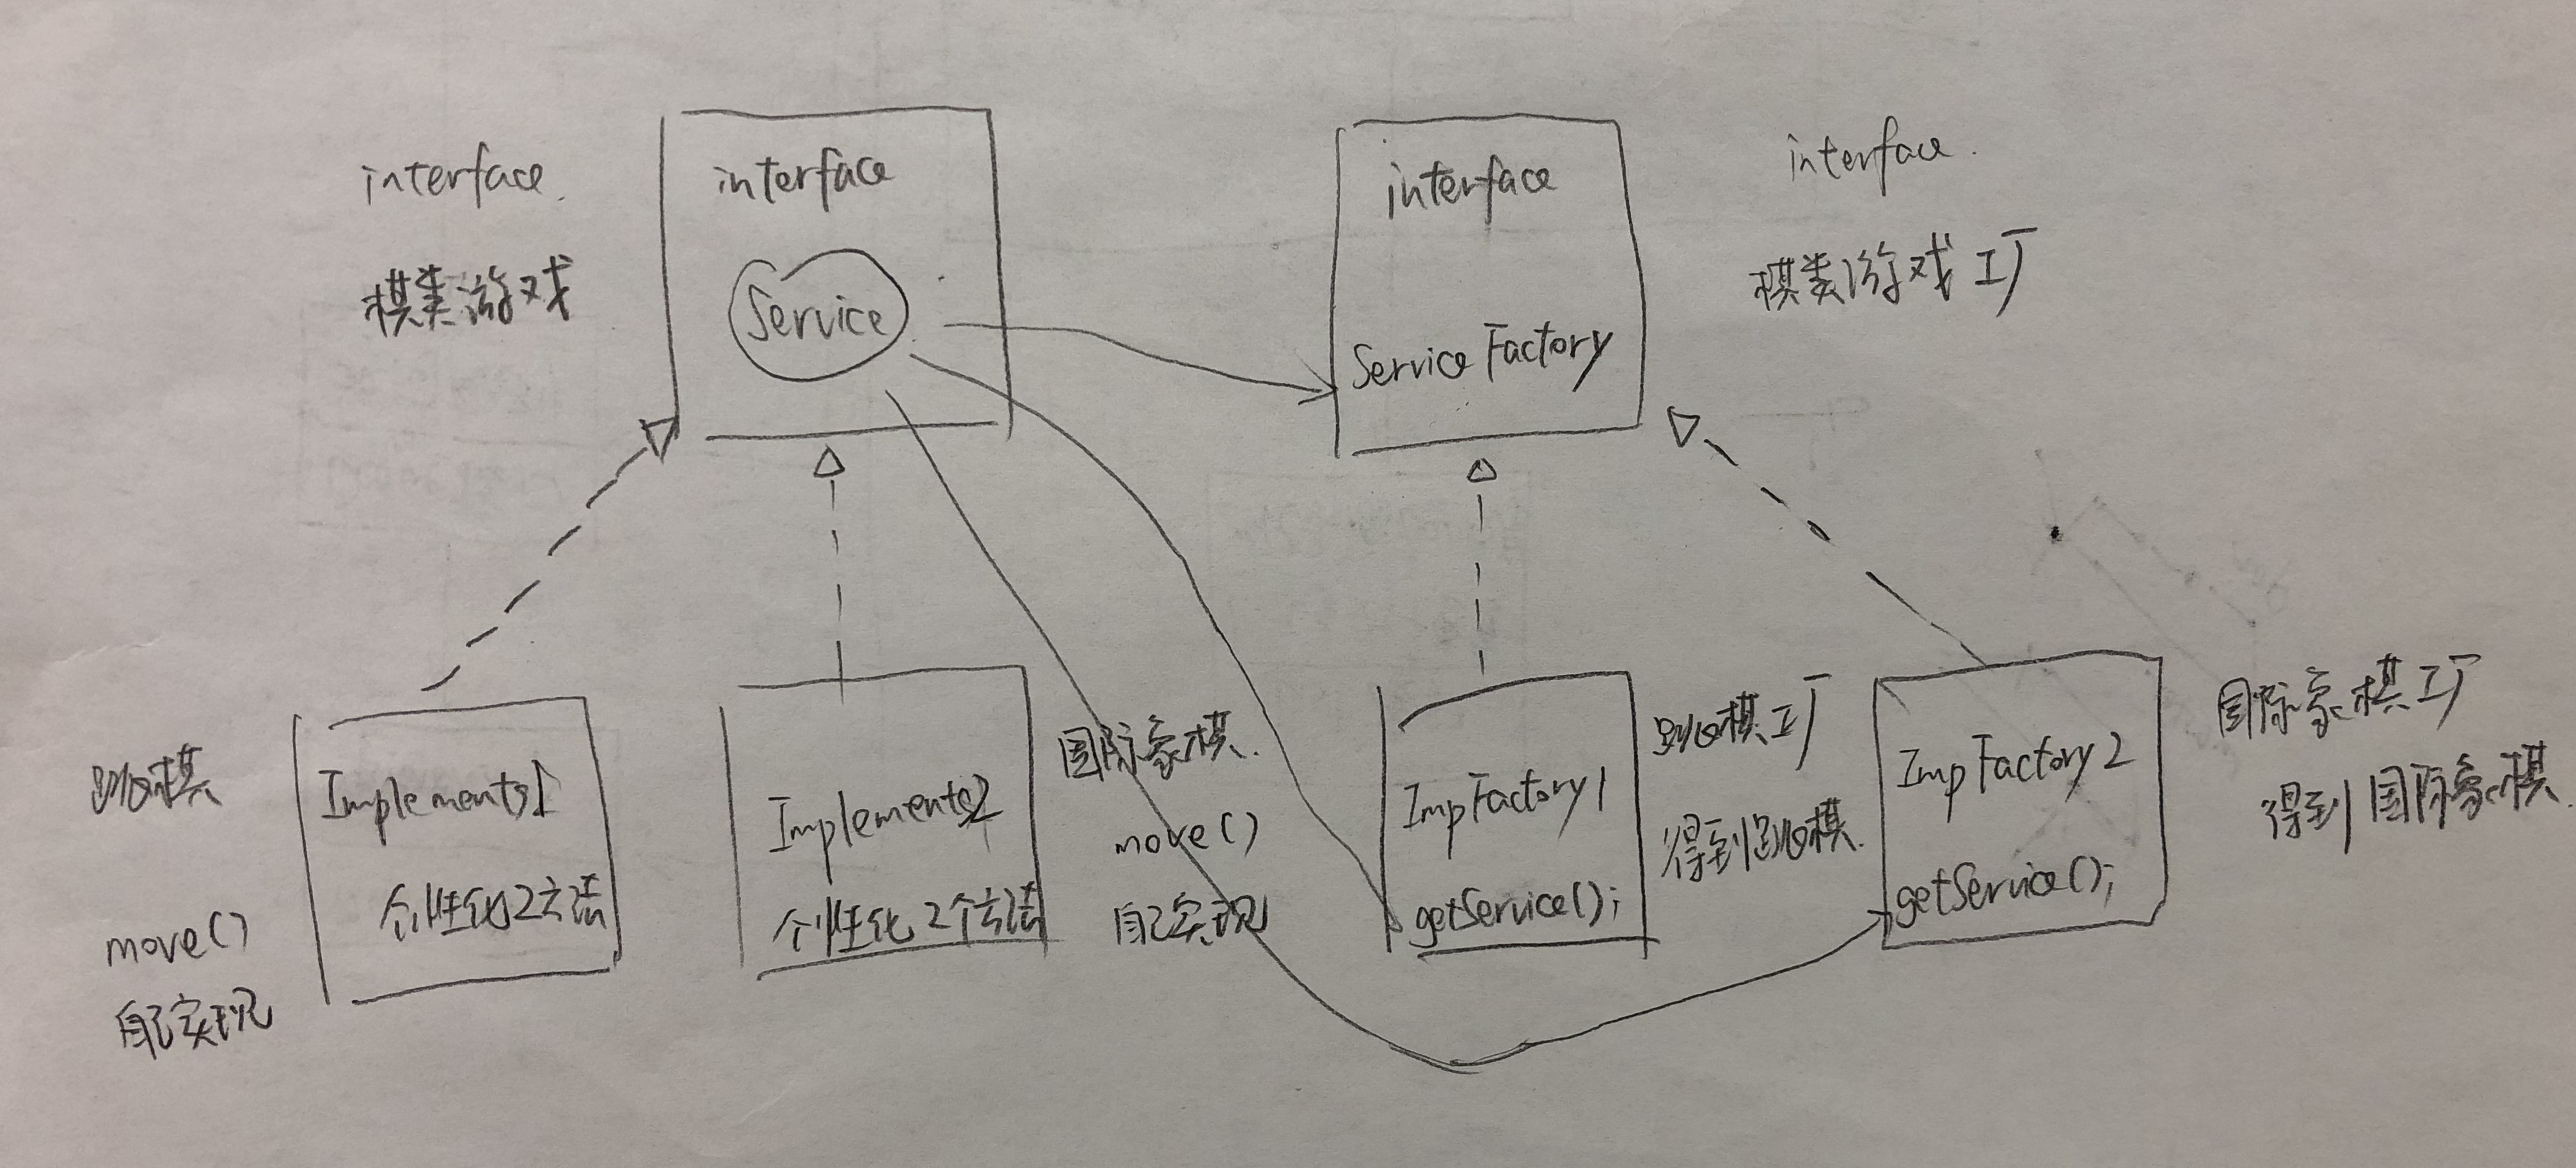 interface.
棋类游戏
interface
Service
interface
Service Factory
interface.
棋类游戏工厂
跳棋
move()
自己实现
Implements1
个性化2方法
Implements2
个性化2个方法
国际象棋.
move()
自己实现
ImpFactory1
getService();
跳棋工厂
得到跳棋.
ImpFactory2
getService();
国际象棋工厂
得到国际象棋.